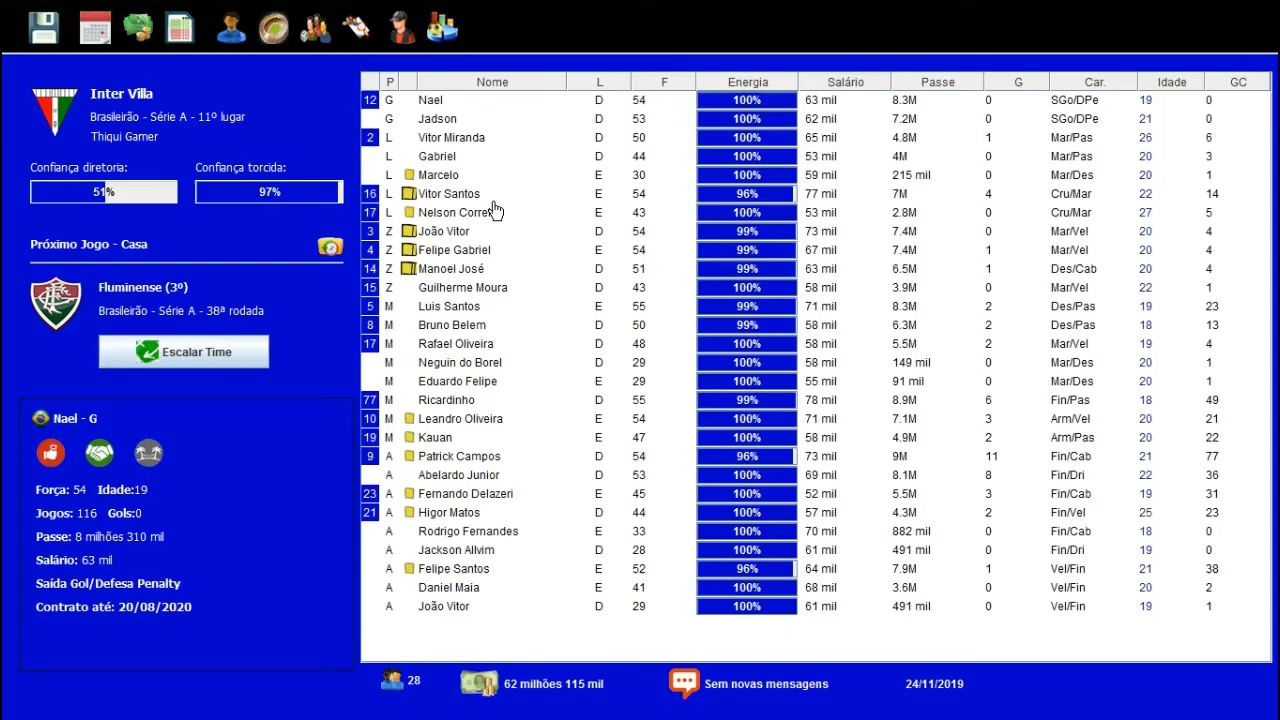 Inter Villa
Brasileirão - Série A - 11º lugar
Thiqui Gamer
Confiança diretoria: Confiança torcida:
51% 97%
Próximo Jogo - Casa
Fluminense (3º)
Brasileirão - Série A - 38ª rodada
Escalar Time
Nael - G
Força: 54 Idade:19
Jogos: 116 Gols:0
Passe: 8 milhões 310 mil
Salário: 63 mil
Saída Gol/Defesa Penalty
Contrato até: 20/08/2020
P Nome L F Energia Salário Passe G Car. Idade GC
12 G Nael D 54 100% 63 mil 8.3M 0 SGo/DPe 19 0
G Jadson D 53 100% 62 mil 7.2M 0 SGo/DPe 21 0
2 L Vitor Miranda D 50 100% 65 mil 4.8M 1 Mar/Pas 26 6
L Gabriel D 44 100% 53 mil 4M 0 Mar/Pas 20 3
L Marcelo E 30 100% 59 mil 215 mil 0 Mar/Pas 20 1
16 L Vitor Santos E 54 96% 77 mil 7M 4 Cru/Mar 22 14
17 L Nelson E 43 100% 53 mil 2.8M 0 Cru/Mar 27 5
3 Z João Vitor D 54 99% 73 mil 7.4M 0 Mar/Vel 20 4
4 Z Felipe Gabriel E 54 99% 67 mil 7.4M 1 Mar/Vel 20 4
14 Z Manoel José D 51 99% 63 mil 6.5M 1 Des/Cab 20 4
15 Z Guilherme Moura D 43 100% 58 mil 3.9M 0 Mar/Vel 22 1
5 M Luis Santos E 55 99% 71 mil 8.3M 2 Des/Pas 19 23
8 M Bruno Belem D 50 99% 58 mil 6.3M 2 Des/Pas 18 13
17 M Rafael Oliveira D 48 100% 58 mil 5.5M 2 Mar/Vel 19 4
M Neguin do Borel D 29 100% 58 mil 149 mil 0 Mar/Des 20 1
M Eduardo Felipe E 29 100% 55 mil 91 mil 0 Mar/Des 20 1
77 M Ricardinho D 55 99% 78 mil 8.9M 6 Fin/Pas 18 49
10 M Leandro Oliveira E 54 100% 71 mil 7.1M 3 Arm/Vel 20 21
19 M Kauan E 47 100% 58 mil 4.9M 2 Arm/Pas 20 22
9 A Patrick Campos D 54 96% 73 mil 9M 11 Fin/Cab 21 77
A Abelardo Junior D 53 100% 69 mil 8.1M 8 Fin/Dri 22 36
23 A Fernando Delazeri E 45 100% 52 mil 5.5M 3 Fin/Cab 19 31
21 A Higor Matos D 44 100% 57 mil 4.3M 2 Fin/Vel 25 23
A Rodrigo Fernandes E 33 100% 70 mil 882 mil 0 Fin/Cab 18 0
A Jackson Allvim D 28 100% 61 mil 491 mil 0 Fin/Dri 19 0
A Felipe Santos E 52 96% 64 mil 7.9M 1 Vel/Fin 21 38
A Daniel Maia E 41 100% 68 mil 3.6M 0 Vel/Fin 20 2
A João Vitor D 29 100% 61 mil 491 mil 0 Vel/Fin 19 1
28 62 milhões 115 mil Sem novas mensagens 24/11/2019